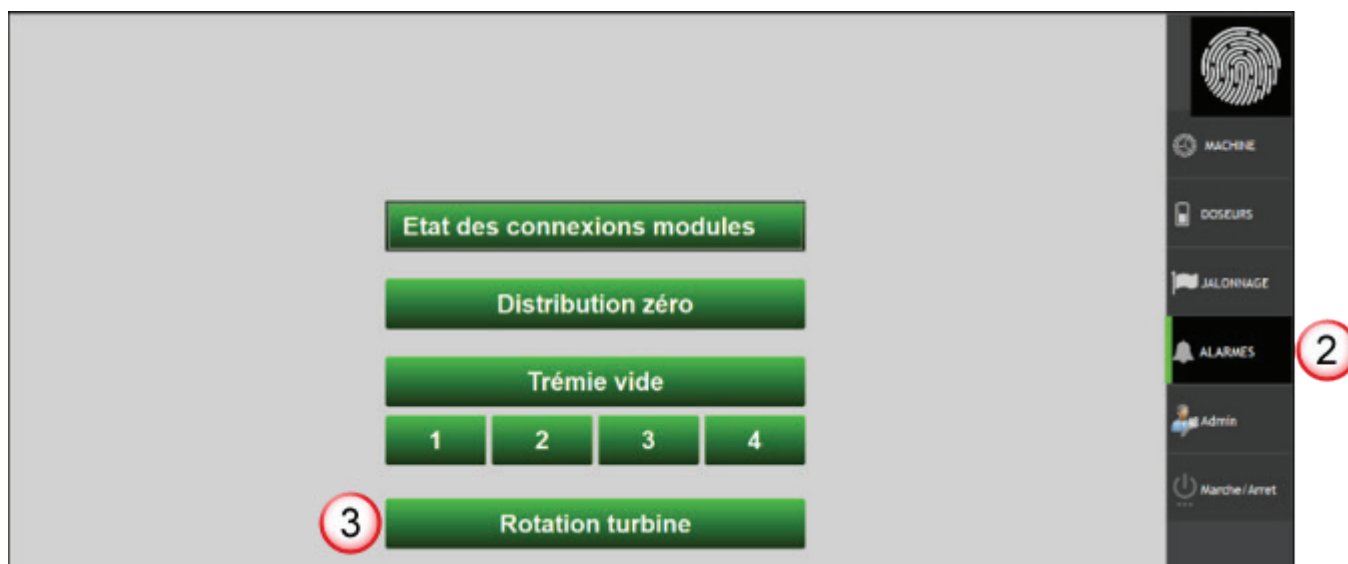 MACHINE
DOSEURS
JALONNAGE
ALARMES
2
Admin
Marche/Arret
Etat des connexions modules
Distribution zéro
Trémie vide
1 2 3 4
3 Rotation turbine